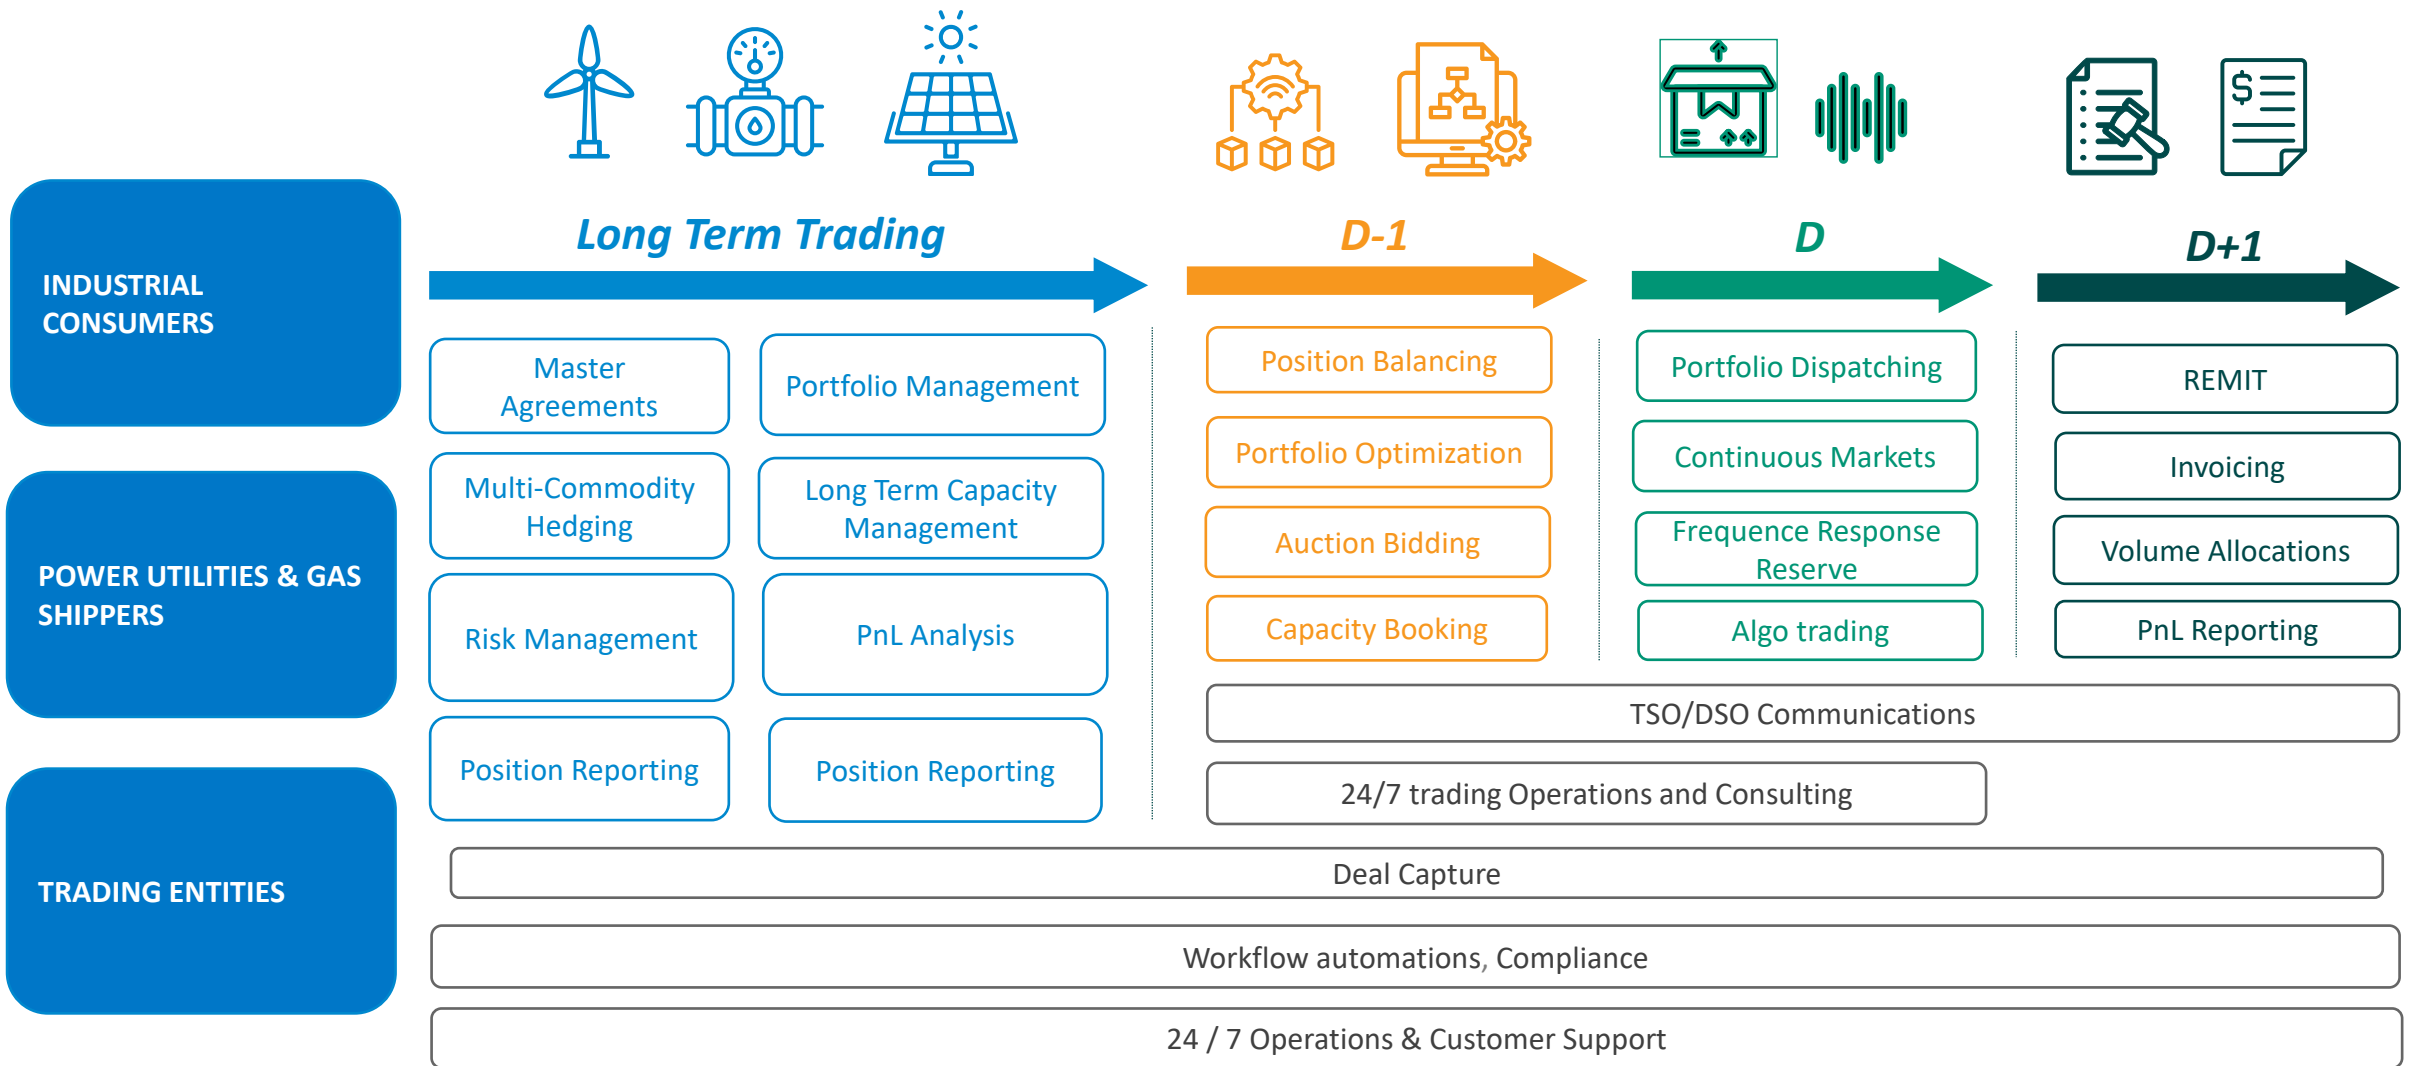 INDUSTRIAL
CONSUMERS
POWER UTILITIES & GAS
SHIPPERS
TRADING ENTITIES
Long Term Trading
Master
Agreements
Portfolio Management
Multi-Commodity
Hedging
Long Term Capacity
Management
Risk Management
PnL Analysis
Position Reporting
Position Reporting
D-1
Position Balancing
Portfolio Optimization
Auction Bidding
Capacity Booking
D
Portfolio Dispatching
Continuous Markets
Frequence Response
Reserve
Algo trading
$
D+1
REMIT
Invoicing
Volume Allocations
PnL Reporting
TSO/DSO Communications
24/7 trading Operations and Consulting
Deal Capture
Workflow automations, Compliance
24 / 7 Operations & Customer Support